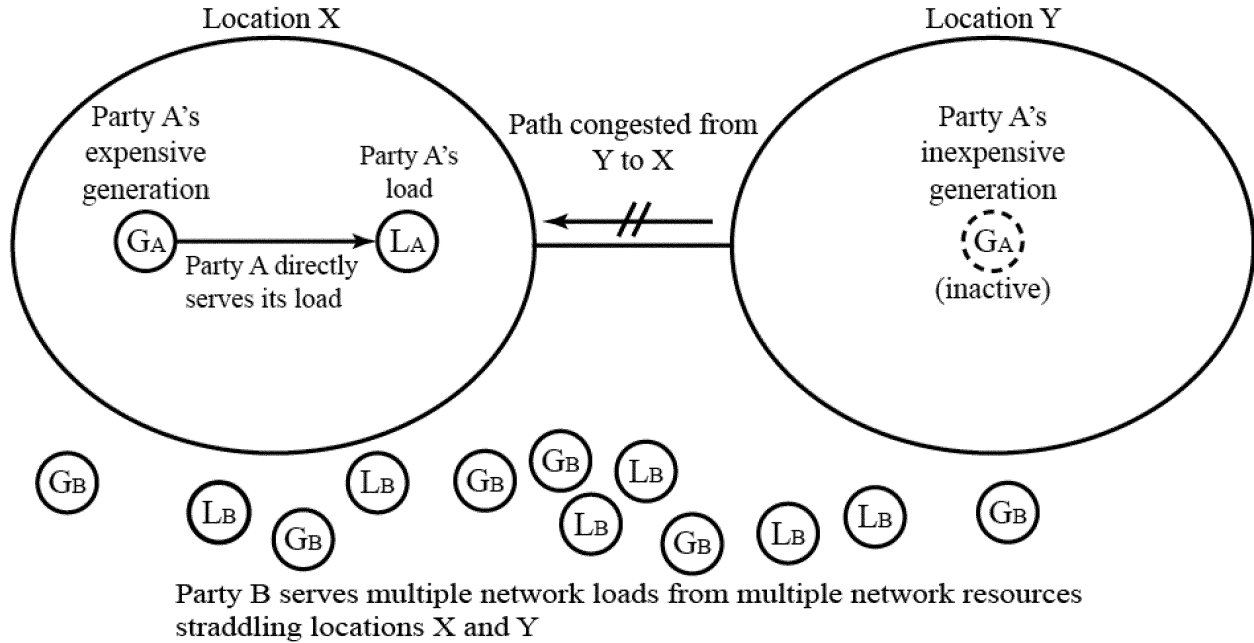 Location X
Location Y
Party A's
expensive
generation
Party A's
load
Path congested from
Y to X
Party A's
inexpensive
generation
GA
LA
GA
Party A directly
serves its load
(inactive)
GB
LB
GB
LB
GB
GB
LB
LB
GB
LB
LB
GB
Party B serves multiple network loads from multiple network resources
straddling locations X and Y